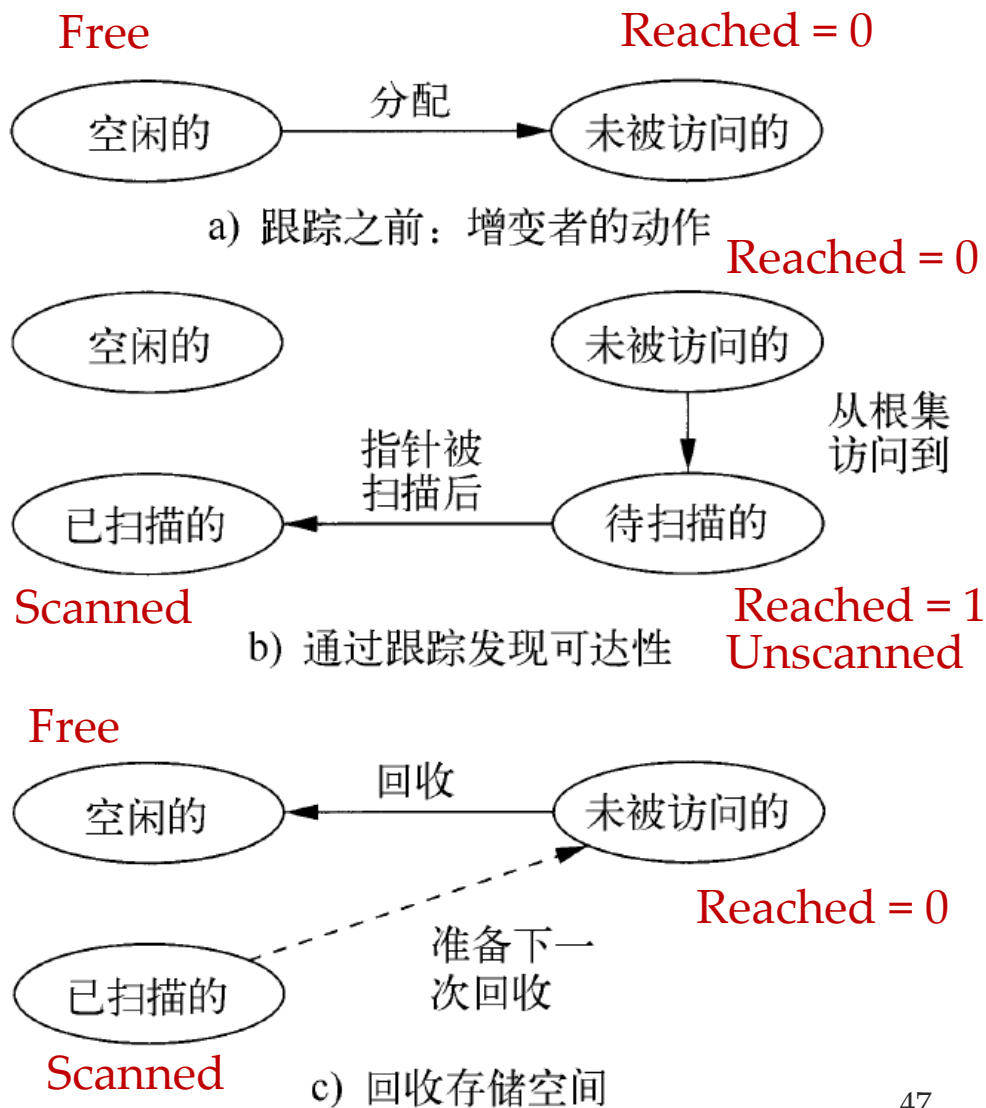 Free
Reached = 0
空闲的
分配
未被访问的
a) 跟踪之前：增变者的动作
Reached = 0
空闲的
未被访问的
从根集
访问到
指针被
扫描后
已扫描的
待扫描的
Scanned
Reached = 1
Unscanned
b) 通过跟踪发现可达性
Free
空闲的
回收
未被访问的
Reached = 0
准备下一
次回收
已扫描的
Scanned
c) 回收存储空间
47